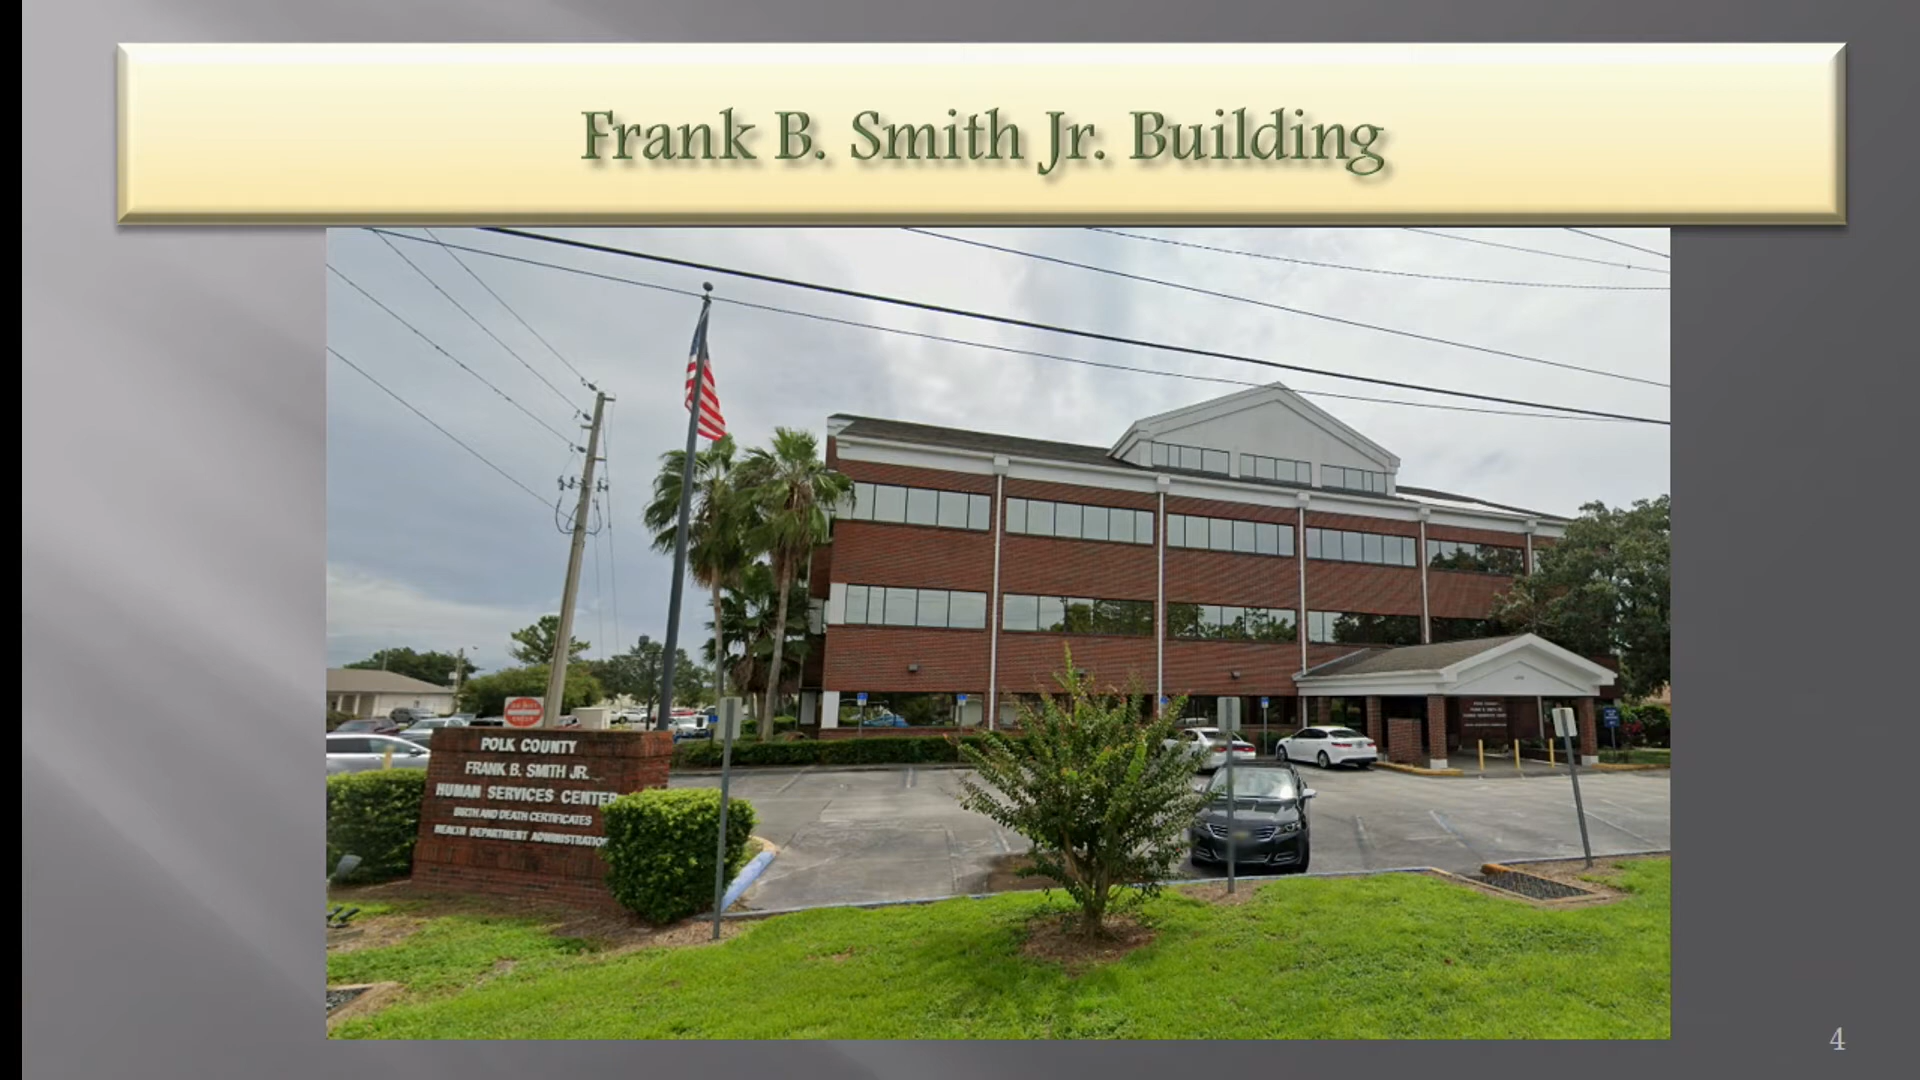 Frank B. Smith Jr. Building
POLK COUNTY
FRANK B. SMITH JR.
HUMAN SERVICES CENTER
BIRTH AND DEATH CERTIFICATES
HEALTH DEPARTMENT ADMINISTRATION
4